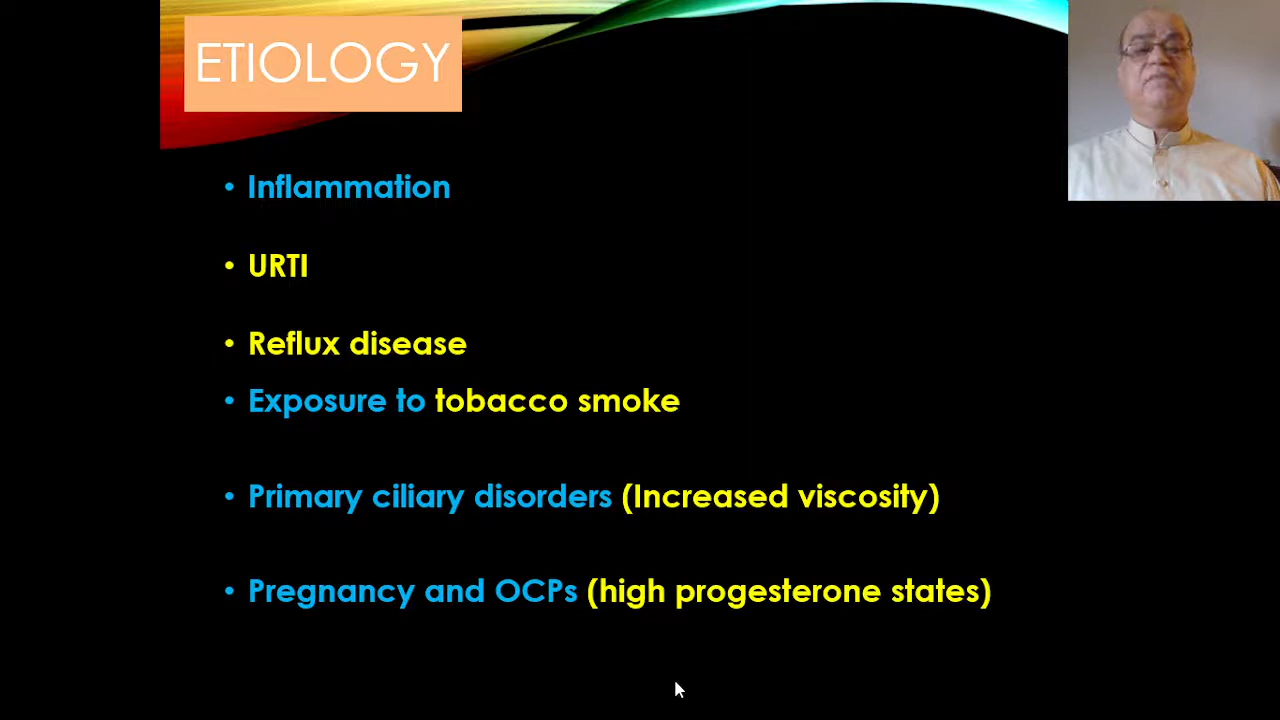 ETIOLOGY
• Inflammation
• URTI
• Reflux disease
• Exposure to tobacco smoke
• Primary ciliary disorders (Increased viscosity)
• Pregnancy and OCPs (high progesterone states)